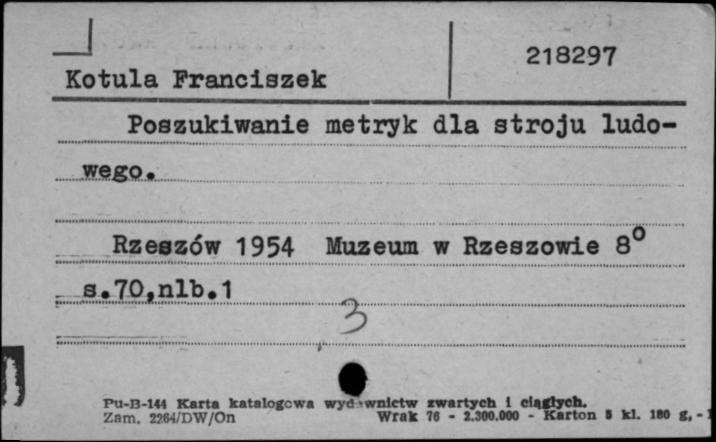 218297
Kotula Franciszek
Poszukiwanie metryk dla stroju ludo-
wego.
Rzeszów 1954 Muzeum w Rzeszowie 8°
s.70,nlb.1
3
Pu-B-144 Karta katalogowa wydawnictw zwartych i ciągłych.
Zam. 2264/DW/On Wrak 76 - 2.300.000 - Karton 5 kl. 180 g, -